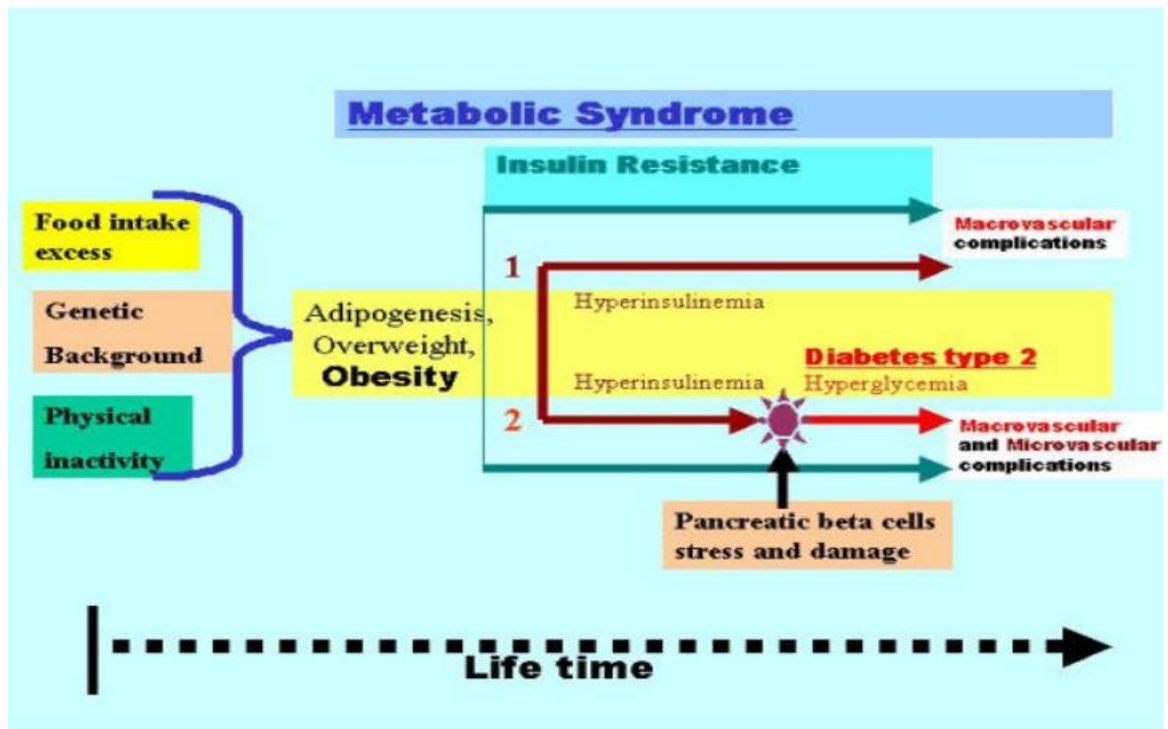 Metabolic Syndrome
Insulin Resistance
Food intake
excess
Genetic
Background
Physical
inactivity
Adipogenesis,
Overweight,
Obesity
1
Hyperinsulinemia
Macrovascular
complications
2
Hyperinsulinemia
Diabetes type 2
Hyperglycemia
Macrovascular
and Microvascular
complications
Pancreatic beta cells
stress and damage
Life time